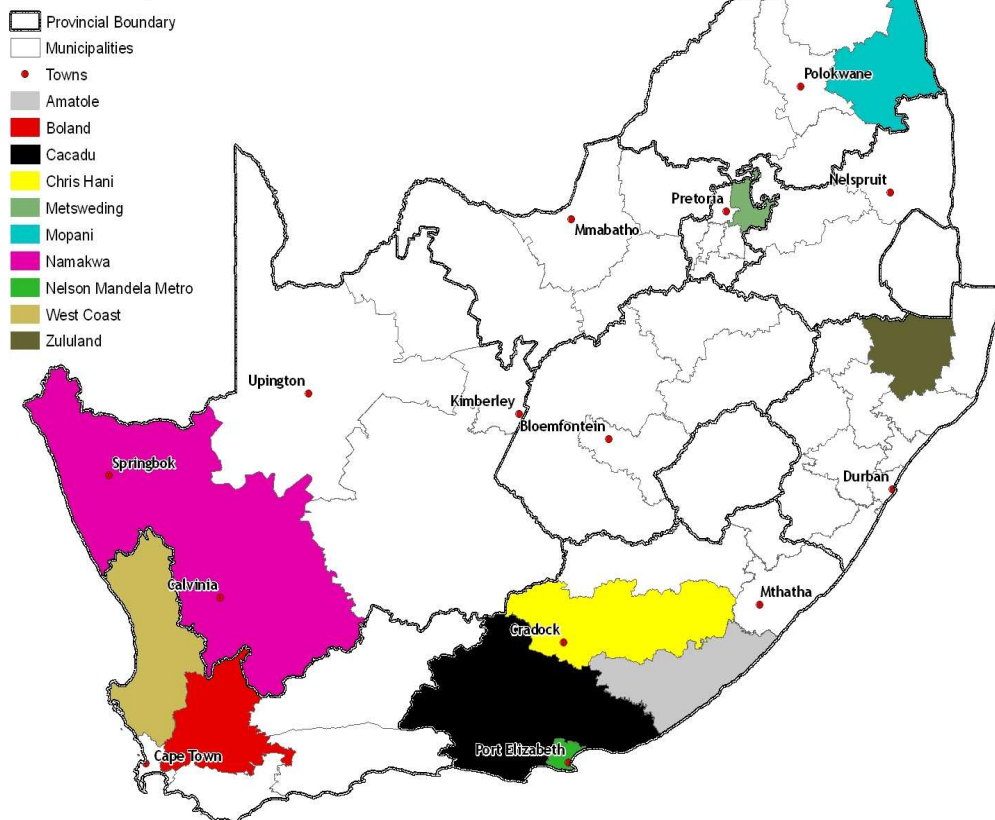 Provincial Boundary
Municipalities
Towns
Amatole
Boland
Cacadu
Chris Hani
Metsweding
Mopani
Namakwa
Nelson Mandela Metro
West Coast
Zululand
Polokwane
Nelspruit
Pretoria
Mmabatho
Upington
Kimberley
Bloemfontein
Springbok
Durban
Calvinia
Mthatha
Cradock
Port Elizabeth
Cape Town